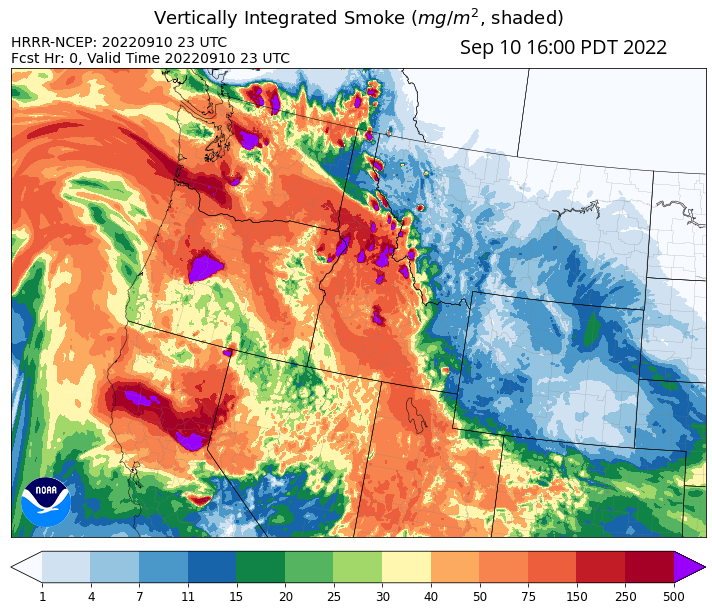 Vertically Integrated Smoke (mg/m², shaded)
HRRR-NCEP: 20220910 23 UTC
Sep 10 16:00 PDT 2022
Fcst Hr: 0, Valid Time 20220910 23 UTC
NOAA
1 4 7 11 15 20 25 30 40 50 75 150 250 500